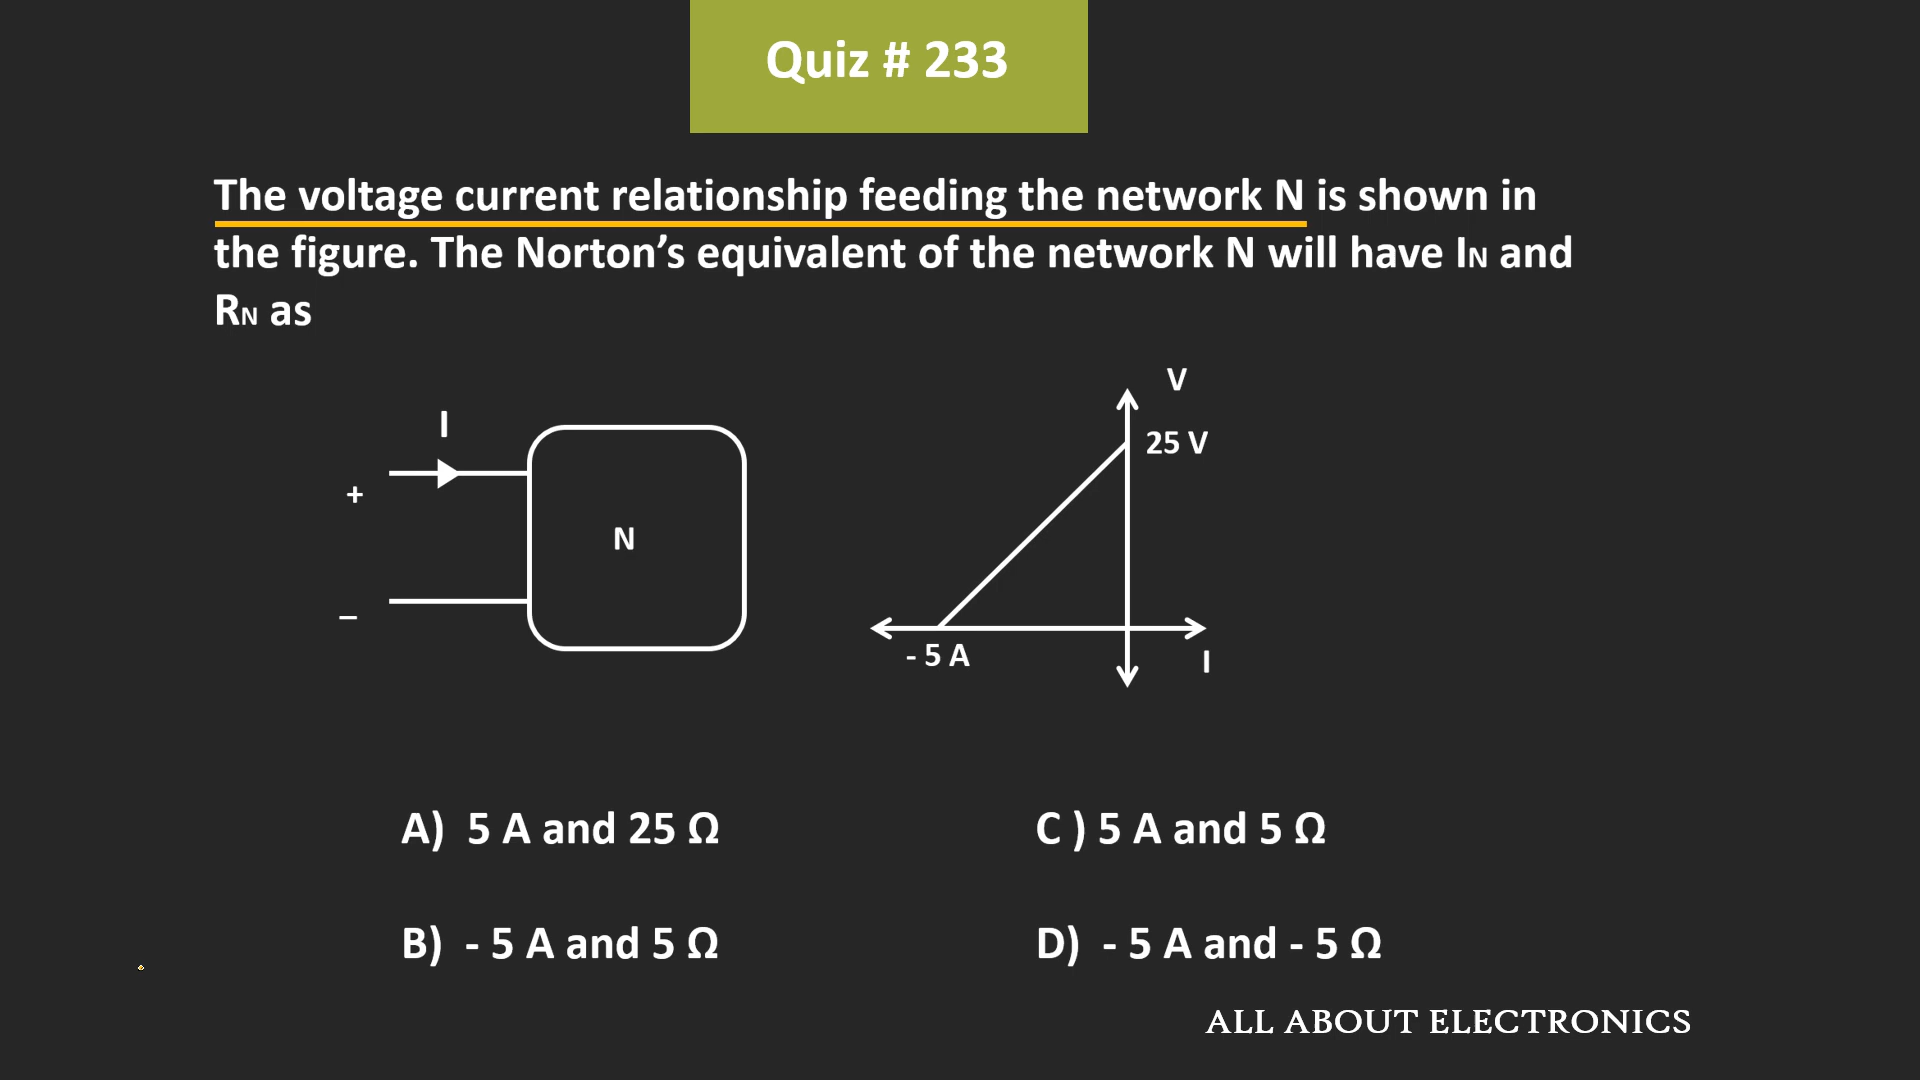 Quiz # 233
The voltage current relationship feeding the network N is shown in
the figure. The Norton’s equivalent of the network N will have IN and
RN as
I
+
N
–
V
25 V
- 5 A
I
A) 5 A and 25 Ω
C ) 5 A and 5 Ω
B) - 5 A and 5 Ω
D) - 5 A and - 5 Ω
ALL ABOUT ELECTRONICS